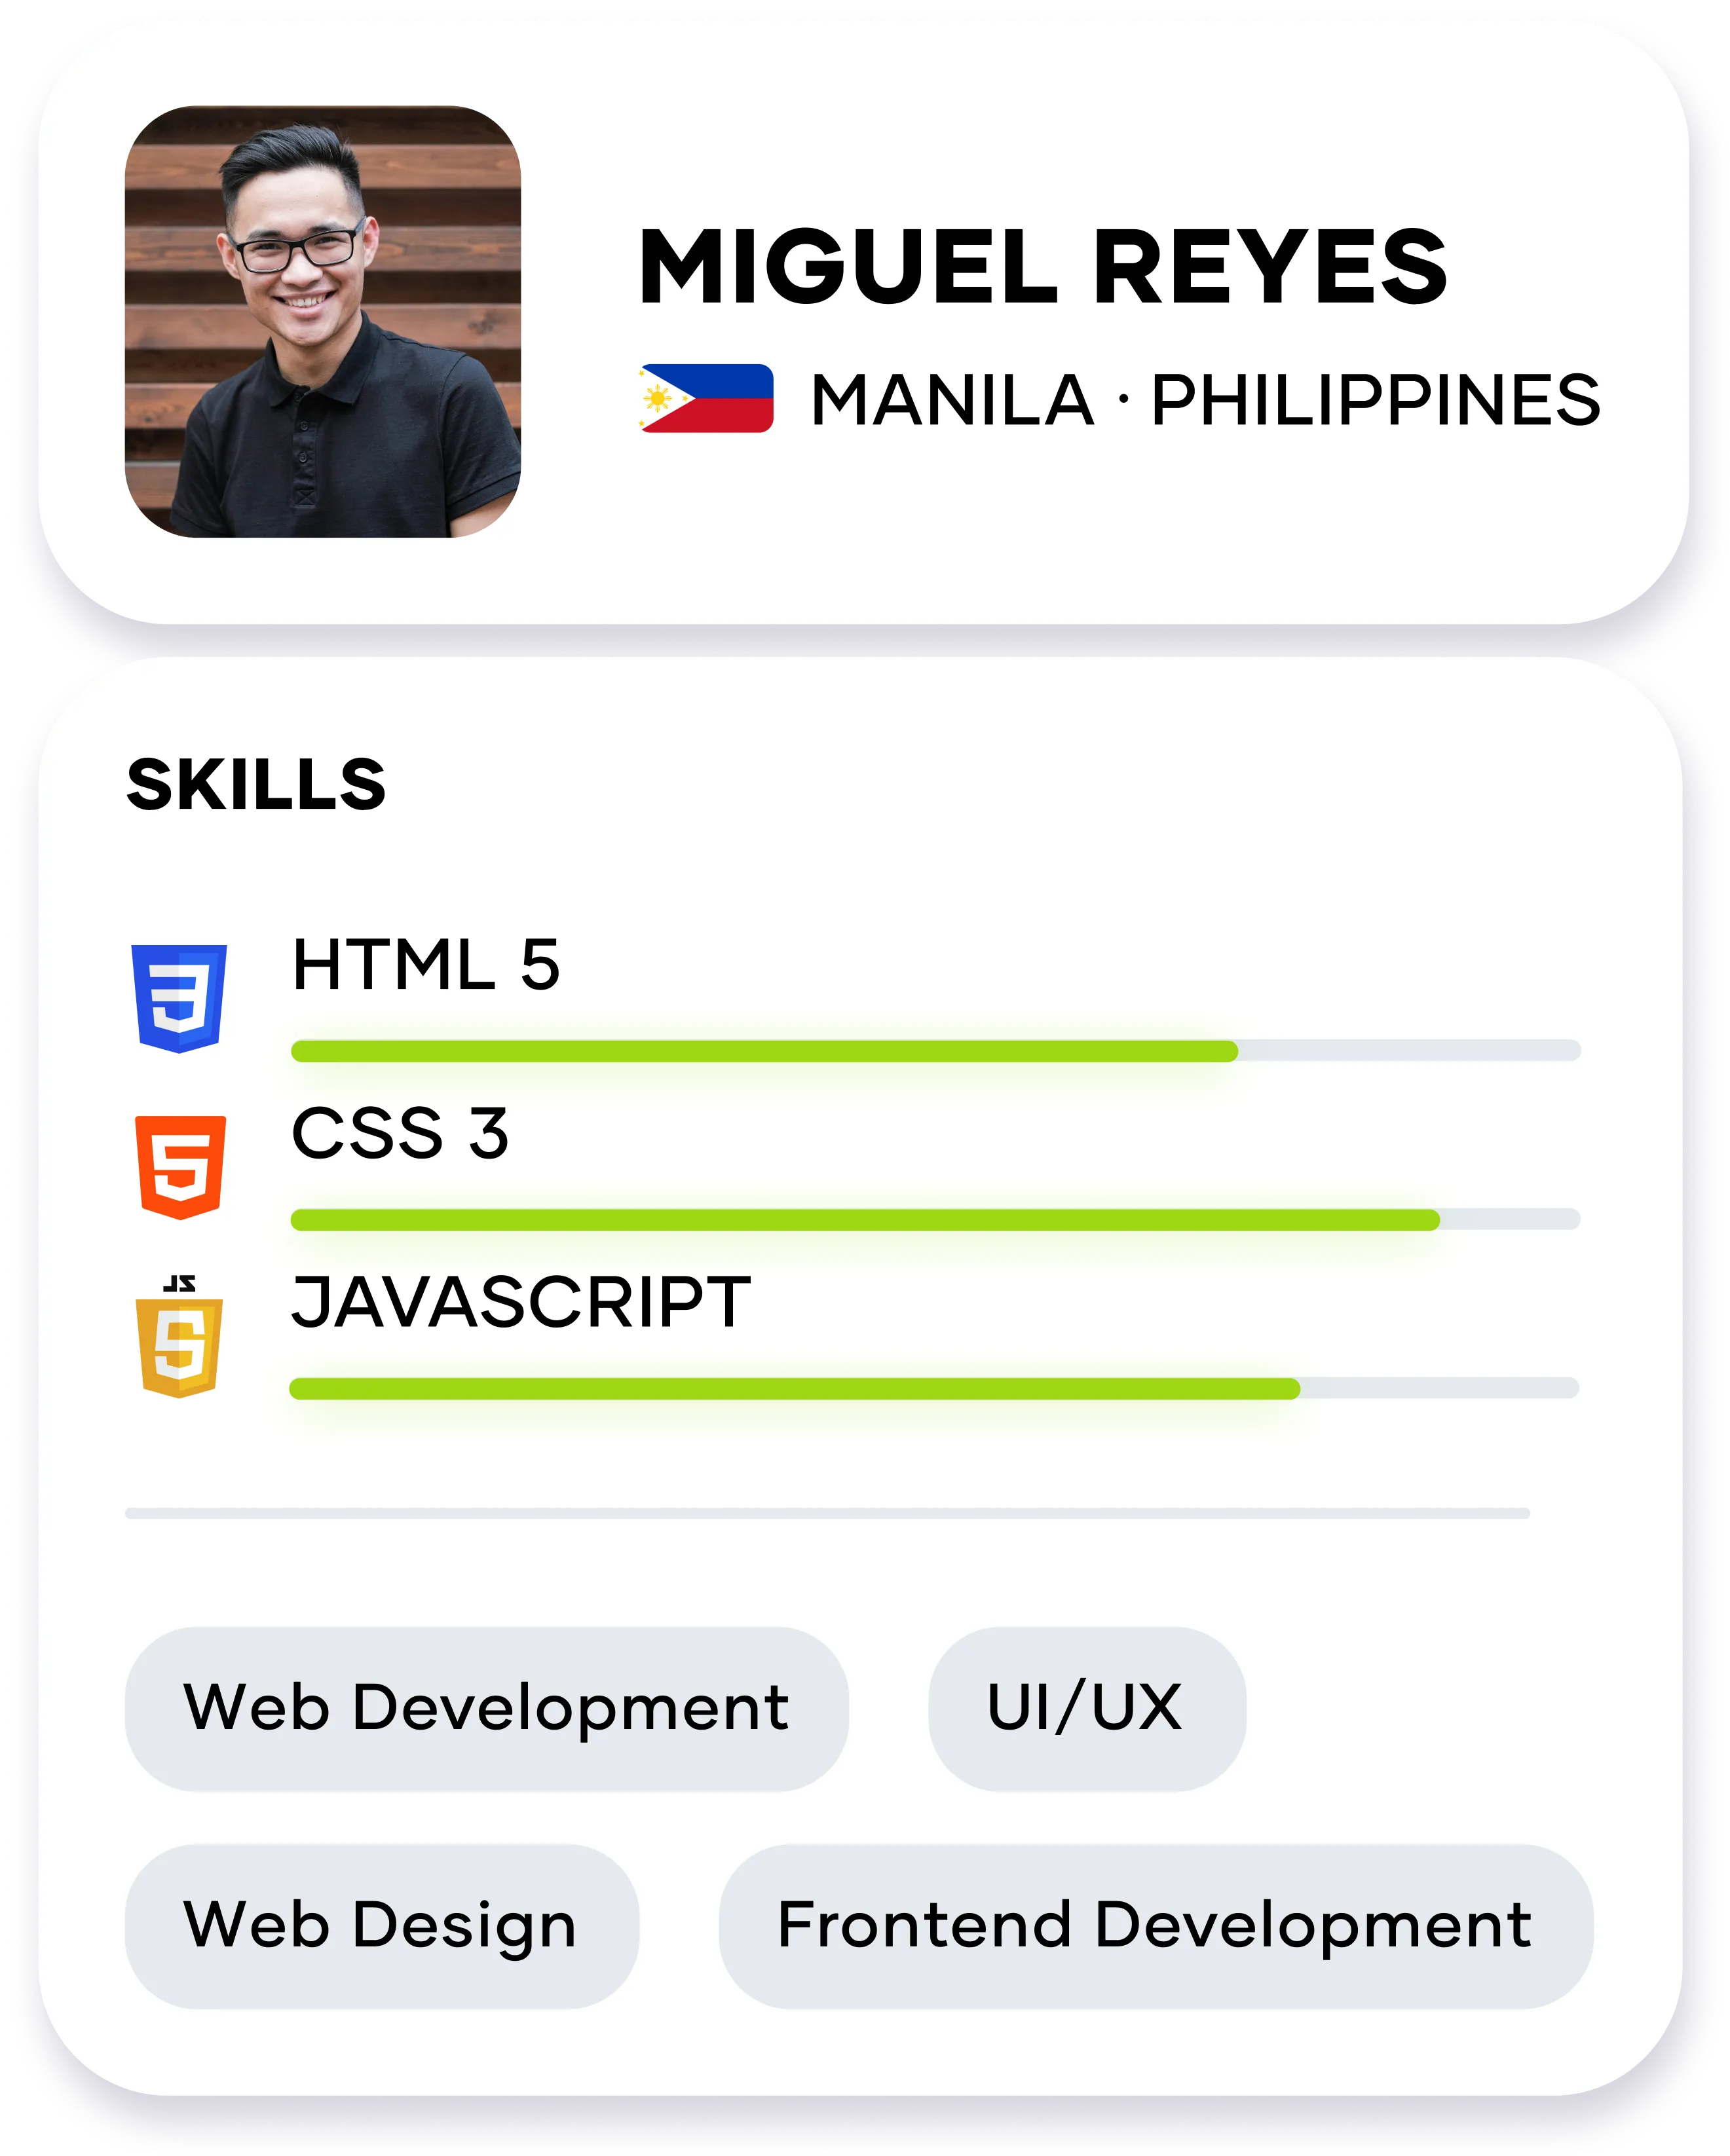 MIGUEL REYES
MANILA · PHILIPPINES
SKILLS
HTML 5
CSS 3
JS
JAVASCRIPT
Web Development
UI/UX
Web Design
Frontend Development